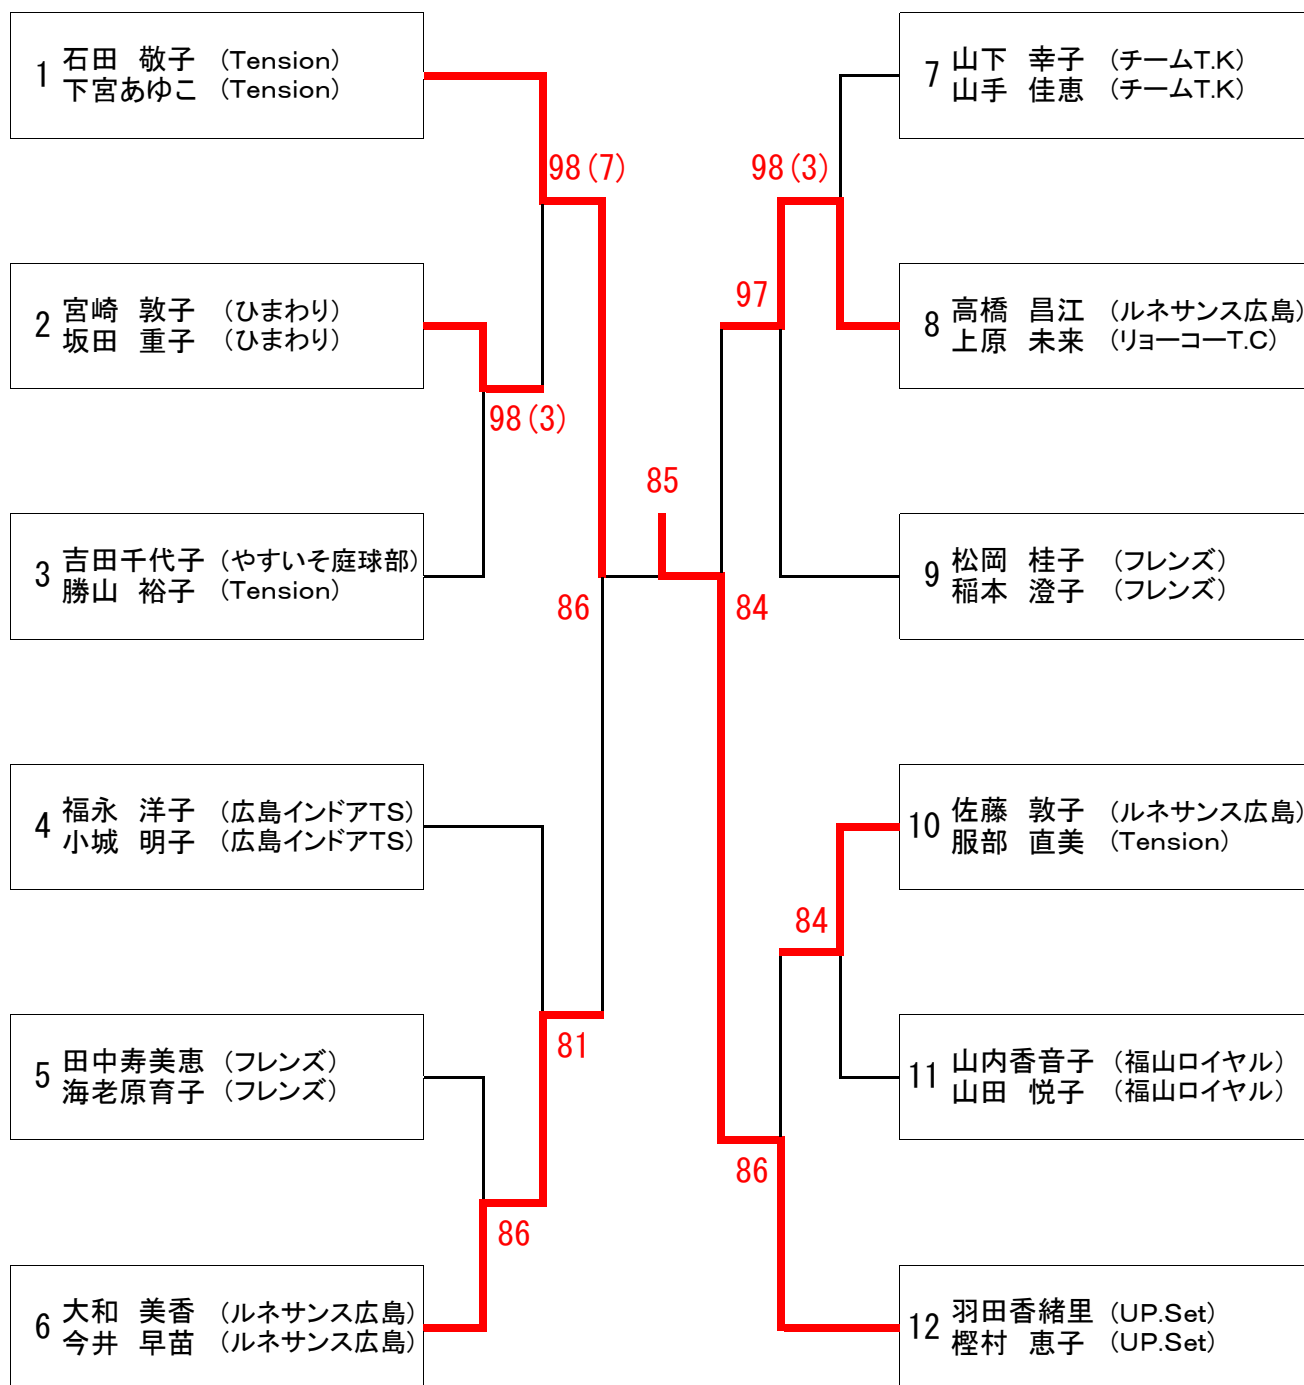 1
石田 敬子 (Tension)
下宮あゆこ (Tension)
98(7)
2
宮崎 敦子 (ひまわり)
坂田 重子 (ひまわり)
98(3)
3
吉田千代子 (やすいそ庭球部)
勝山 裕子 (Tension)
86
4
福永 洋子 (広島インドアTS)
小城 明子 (広島インドアTS)
81
5
田中寿美恵 (フレンズ)
海老原育子 (フレンズ)
86
6
大和 美香 (ルネサンス広島)
今井 早苗 (ルネサンス広島)
85
7
山下 幸子 (チームT.K)
山手 佳恵 (チームT.K)
98(3)
97
8
高橋 昌江 (ルネサンス広島)
上原 未来 (リョーコーT.C)
9
松岡 桂子 (フレンズ)
稲本 澄子 (フレンズ)
84
10
佐藤 敦子 (ルネサンス広島)
服部 直美 (Tension)
84
11
山内香音子 (福山ロイヤル)
山田 悦子 (福山ロイヤル)
86
12
羽田香緒里 (UP.Set)
樫村 恵子 (UP.Set)